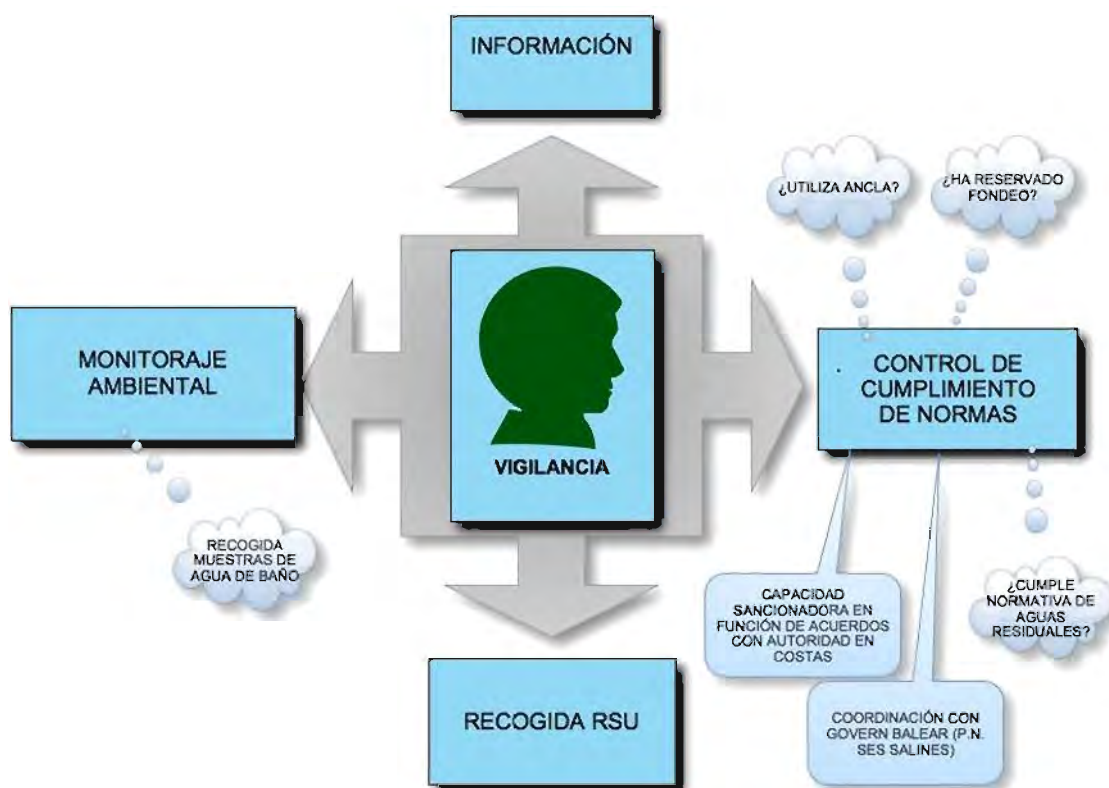 INFORMACIÓN
¿UTILIZA ANCLA?
¿HA RESERVADO
FONDEO?
MONITORAJE
AMBIENTAL
VIGILANCIA
CONTROL DE
CUMPLIMIENTO
DE NORMAS
RECOGIDA
MUESTRAS DE
AGUA DE BAÑO
CAPACIDAD
SANCIONADORA EN
FUNCIÓN DE ACUERDOS
CON AUTORIDAD EN
COSTAS
¿CUMPLE
NORMATIVA DE
AGUAS
RESIDUALES?
RECOGIDA RSU
COORDINACIÓN CON
GOVERN BALEAR (P.N.
SES SALINES)